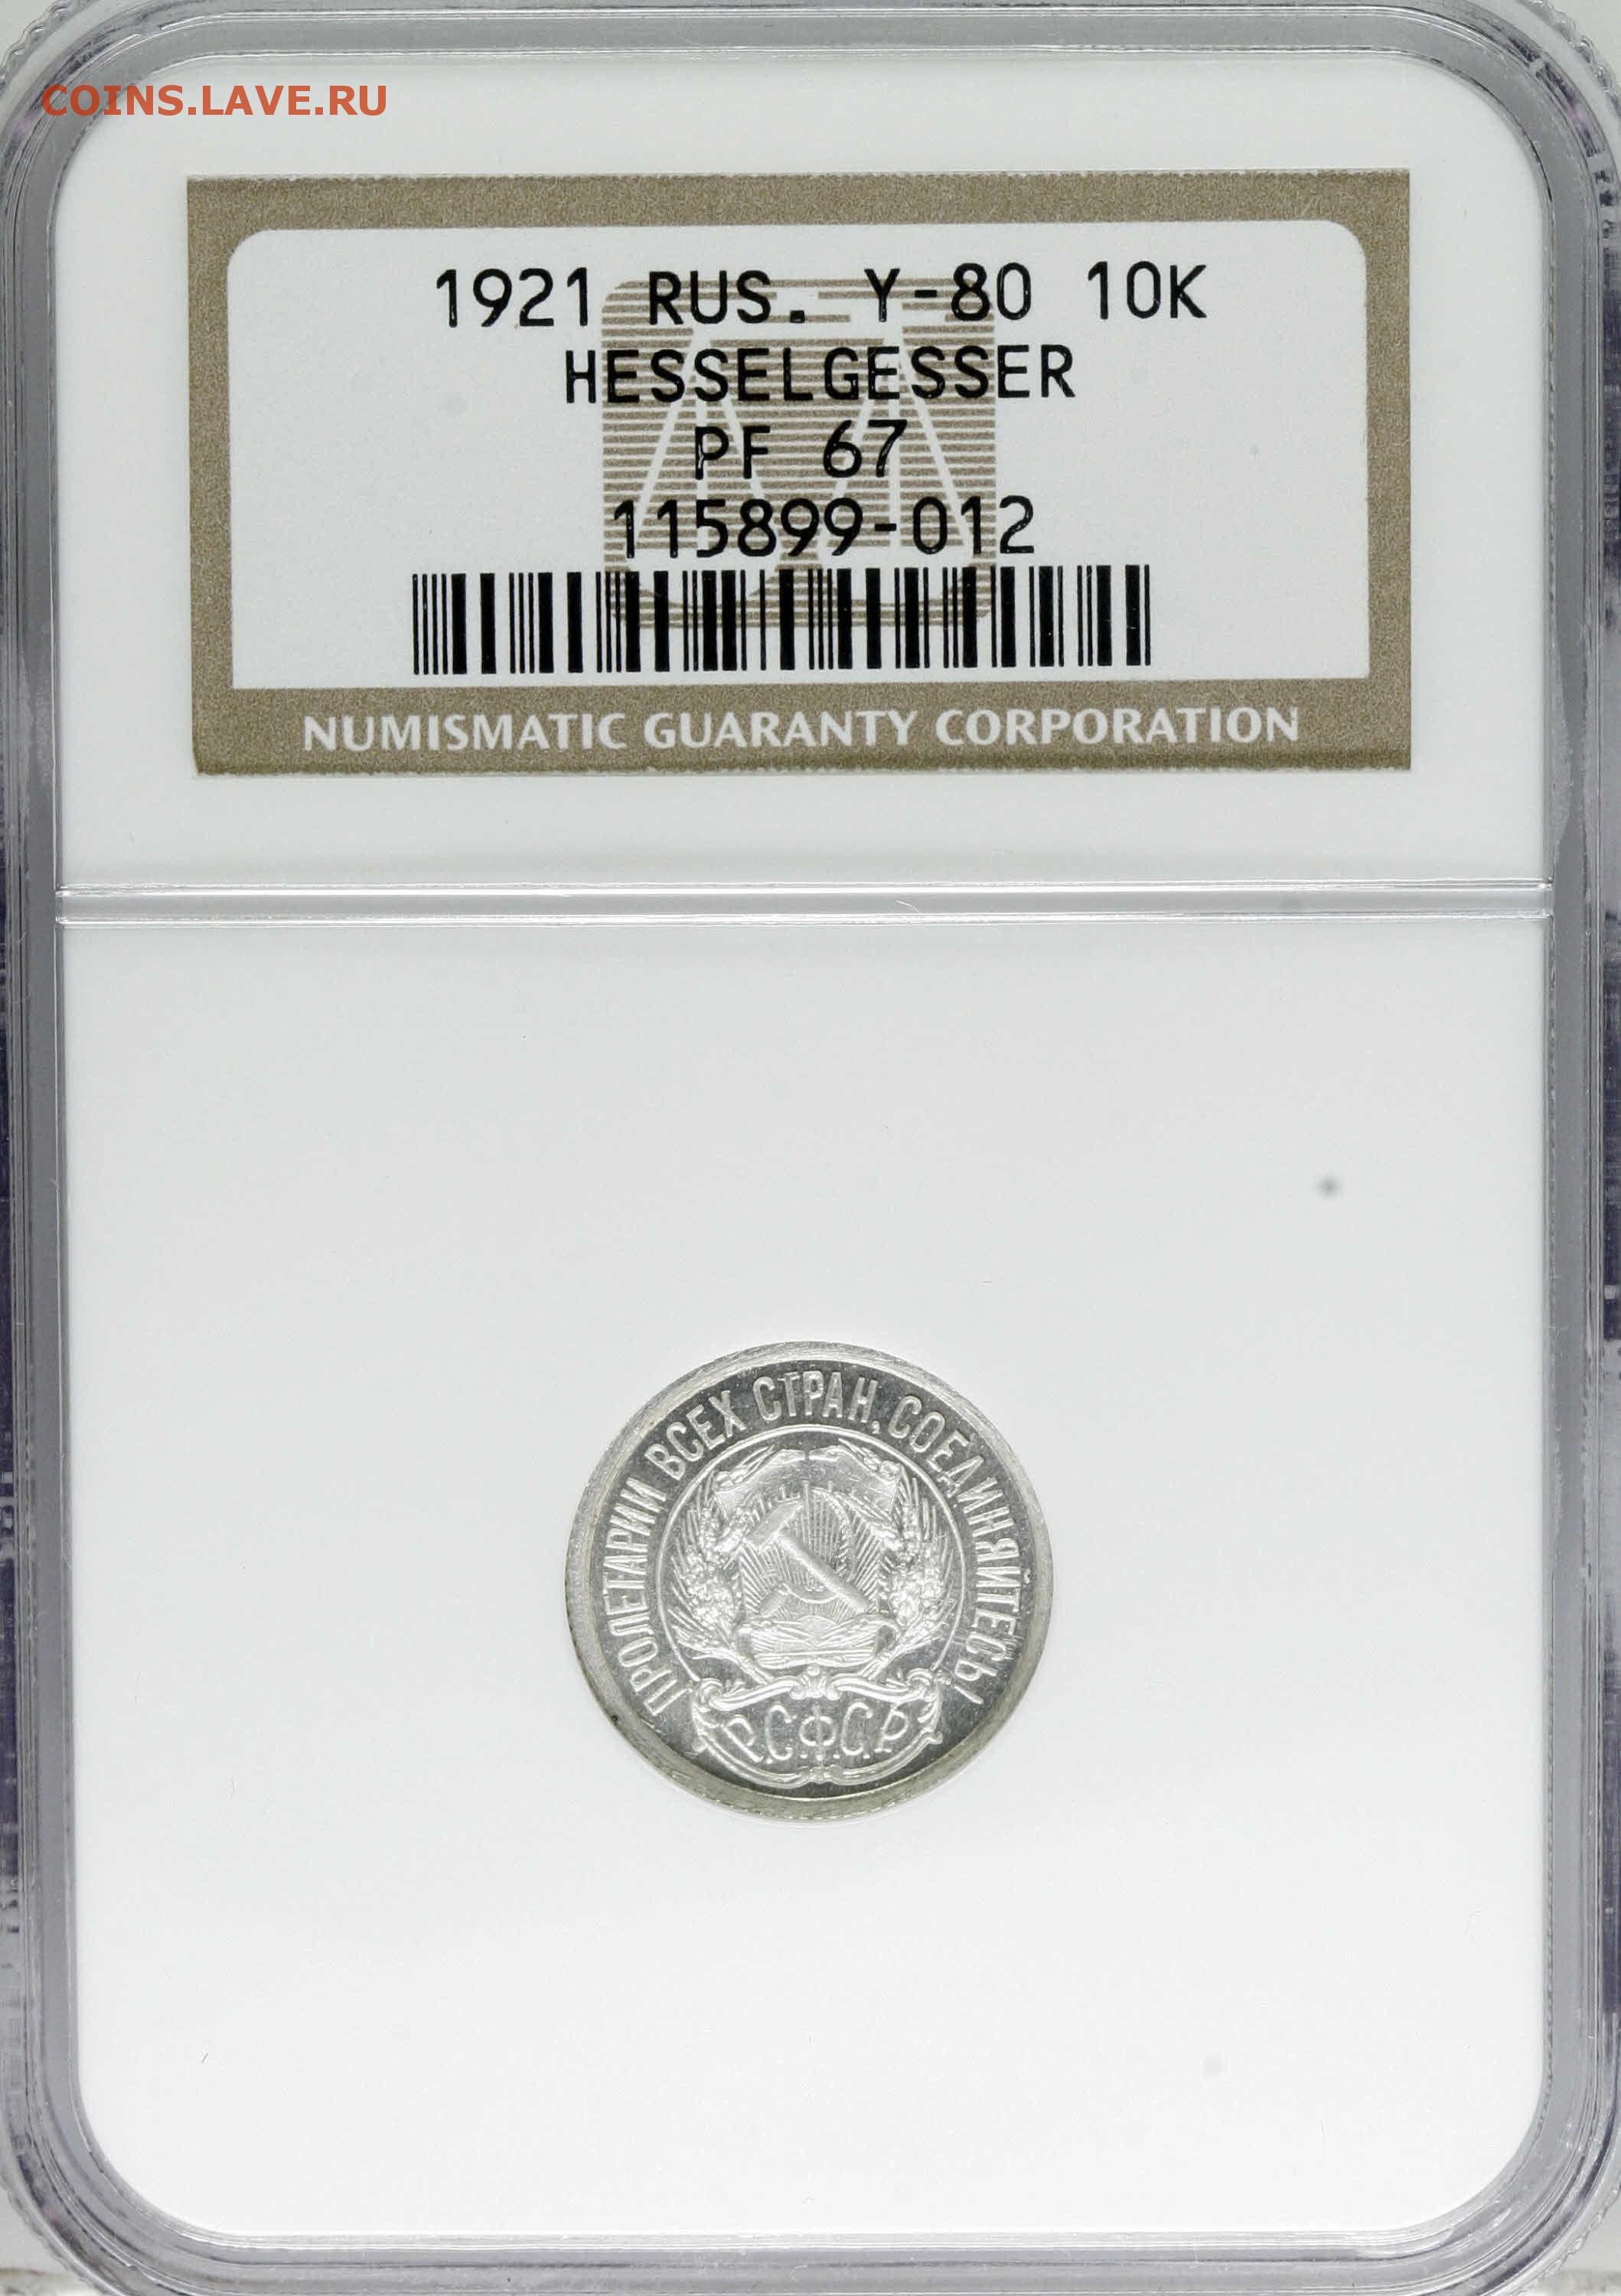 COINS.LAVE.RU
1921 RUS. Y-80 10K
HESSELGESSER
PF 67
115899-012
NUMISMATIC GUARANTY CORPORATION
ПРОЛЕТАРИИ ВСЕХ СТРАН, СОЕДИНЯЙТЕСЬ!
Р.С.Ф.С.Р.